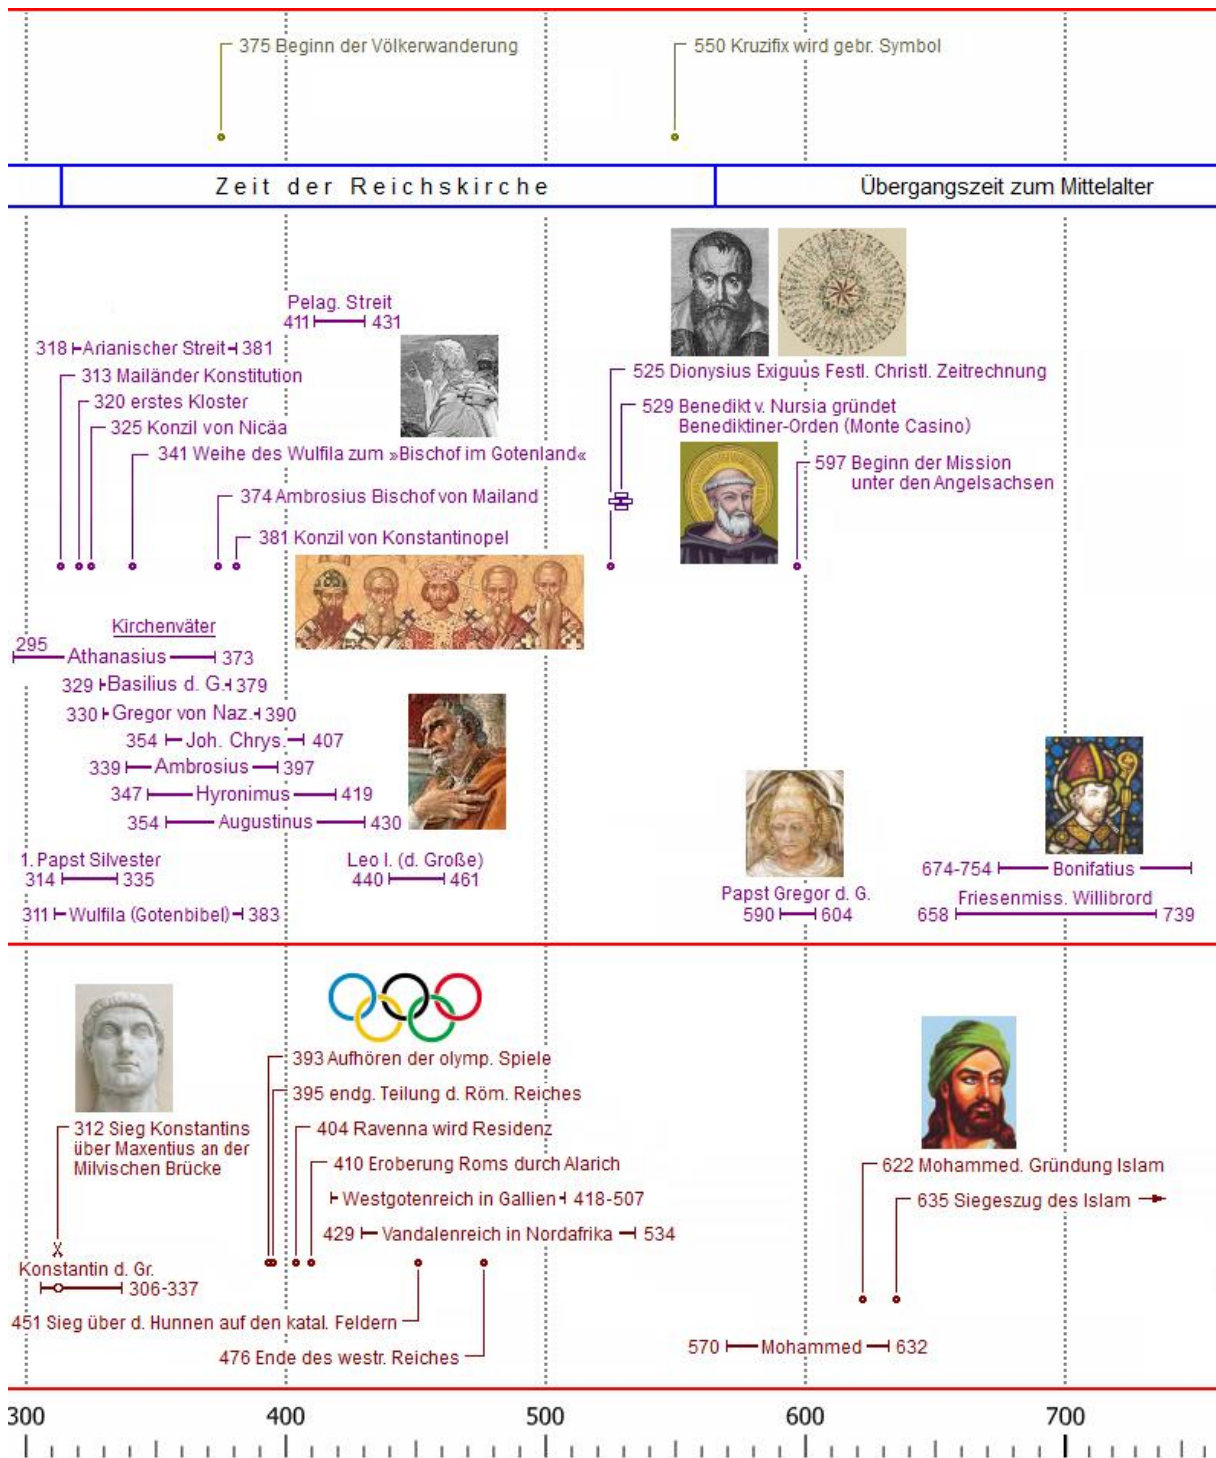 375 Beginn der Völkerwanderung
550 Kruzifix wird gebr. Symbol
Zeit der Reichskirche
Übergangszeit zum Mittelalter
Pelag. Streit
411 431
318 Arianischer Streit 381
313 Mailänder Konstitution
320 erstes Kloster
325 Konzil von Nicäa
341 Weihe des Wulfila zum »Bischof im Gotenland«
374 Ambrosius Bischof von Mailand
381 Konzil von Konstantinopel
525 Dionysius Exiguus Festl. Christl. Zeitrechnung
529 Benedikt v. Nursia gründet
Benediktiner-Orden (Monte Casino)
597 Beginn der Mission
unter den Angelsachsen
Kirchenväter
295 Athanasius 373
329 Basilius d. G. 379
330 Gregor von Naz. 390
354 Joh. Chrys. 407
339 Ambrosius 397
347 Hyronimus 419
354 Augustinus 430
1. Papst Silvester
314 335
Leo I. (d. Große)
440 461
311 Wulfila (Gotenbibel) 383
Papst Gregor d. G.
590 604
674-754 Bonifatius
Friesenmiss. Willibrord
658 739
393 Aufhören der olymp. Spiele
395 endg. Teilung d. Röm. Reiches
312 Sieg Konstantins
über Maxentius an der
Milvischen Brücke
404 Ravenna wird Residenz
410 Eroberung Roms durch Alarich
Westgotenreich in Gallien 418-507
429 Vandalenreich in Nordafrika 534
Konstantin d. Gr.
306-337
451 Sieg über d. Hunnen auf den katal. Feldern
476 Ende des westr. Reiches
622 Mohammed. Gründung Islam
635 Siegeszug des Islam
570 Mohammed 632
300 400 500 600 700